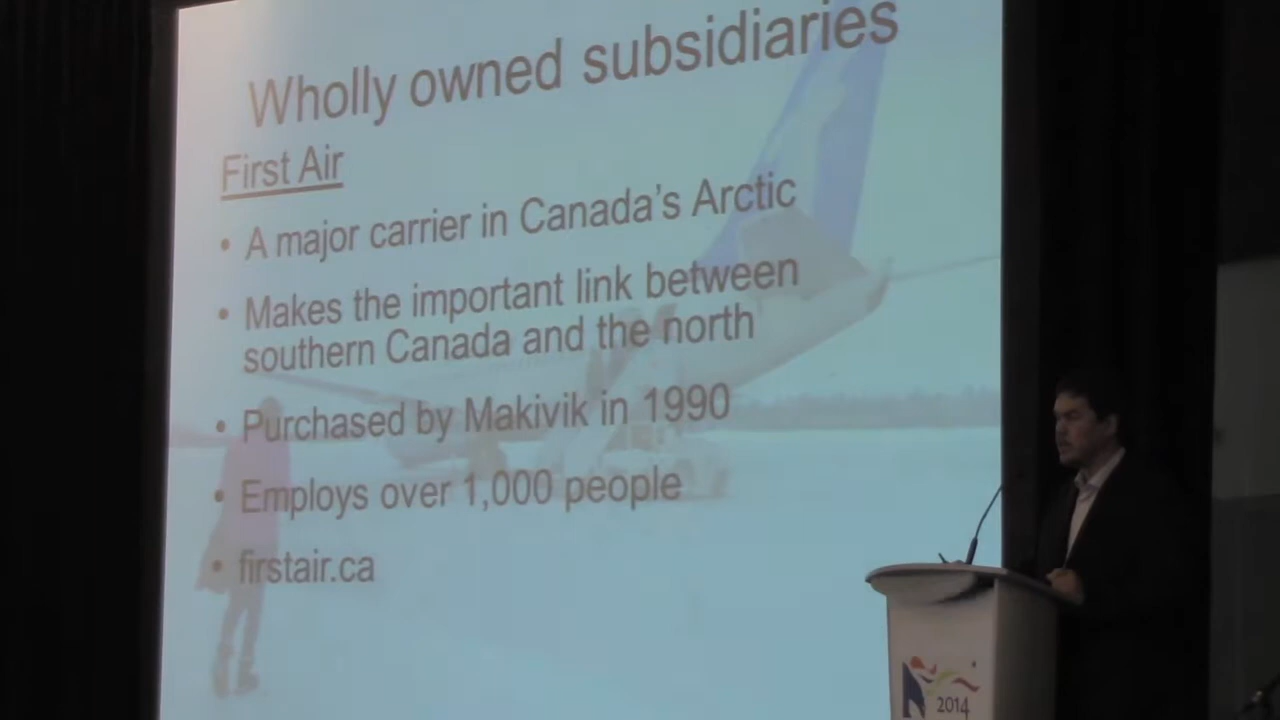 Wholly owned subsidiaries
First Air
• A major carrier in Canada's Arctic
• Makes the important link between
southern Canada and the north
• Purchased by Makivik in 1990
• Employs over 1,000 people
• firstair.ca
2014